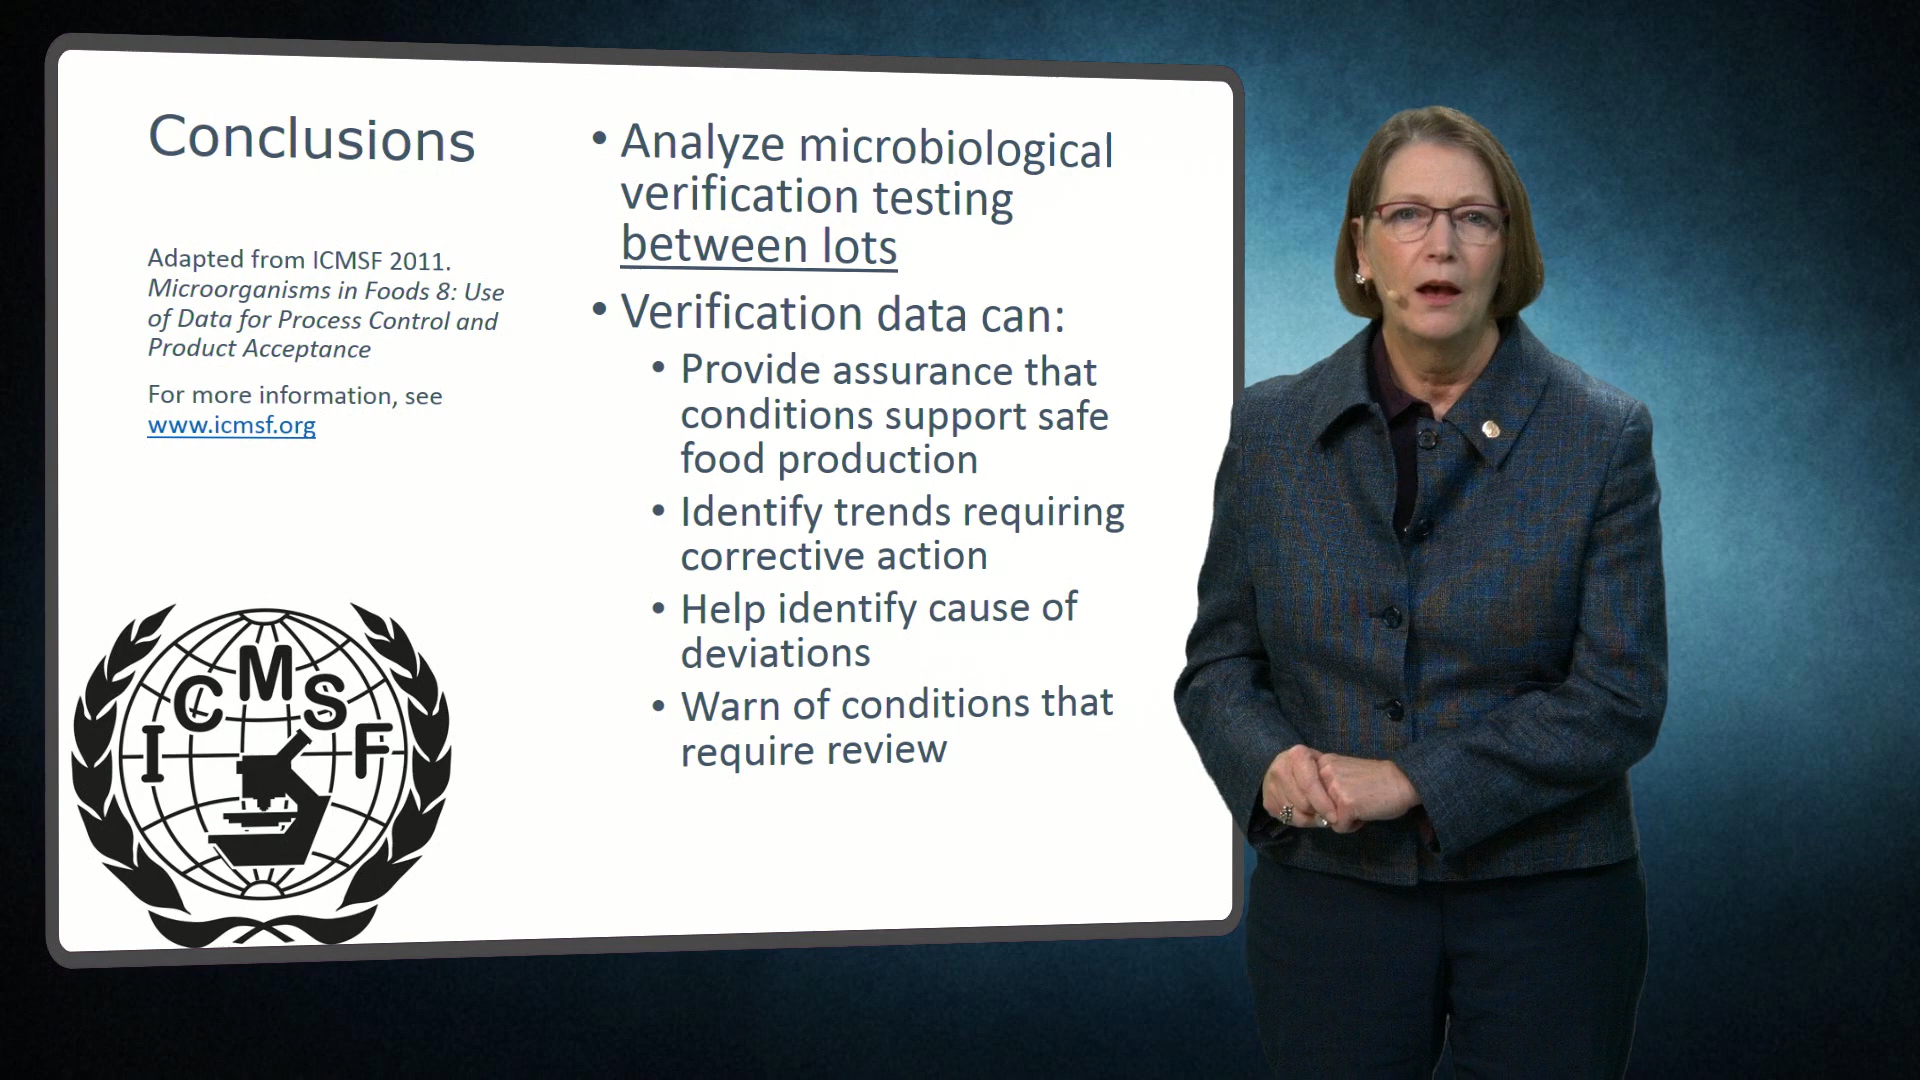 Conclusions
Adapted from ICMSF 2011.
Microorganisms in Foods 8: Use
of Data for Process Control and
Product Acceptance
For more information, see
www.icmsf.org
ICMSF
• Analyze microbiological
verification testing
between lots
• Verification data can:
• Provide assurance that
conditions support safe
food production
• Identify trends requiring
corrective action
• Help identify cause of
deviations
• Warn of conditions that
require review